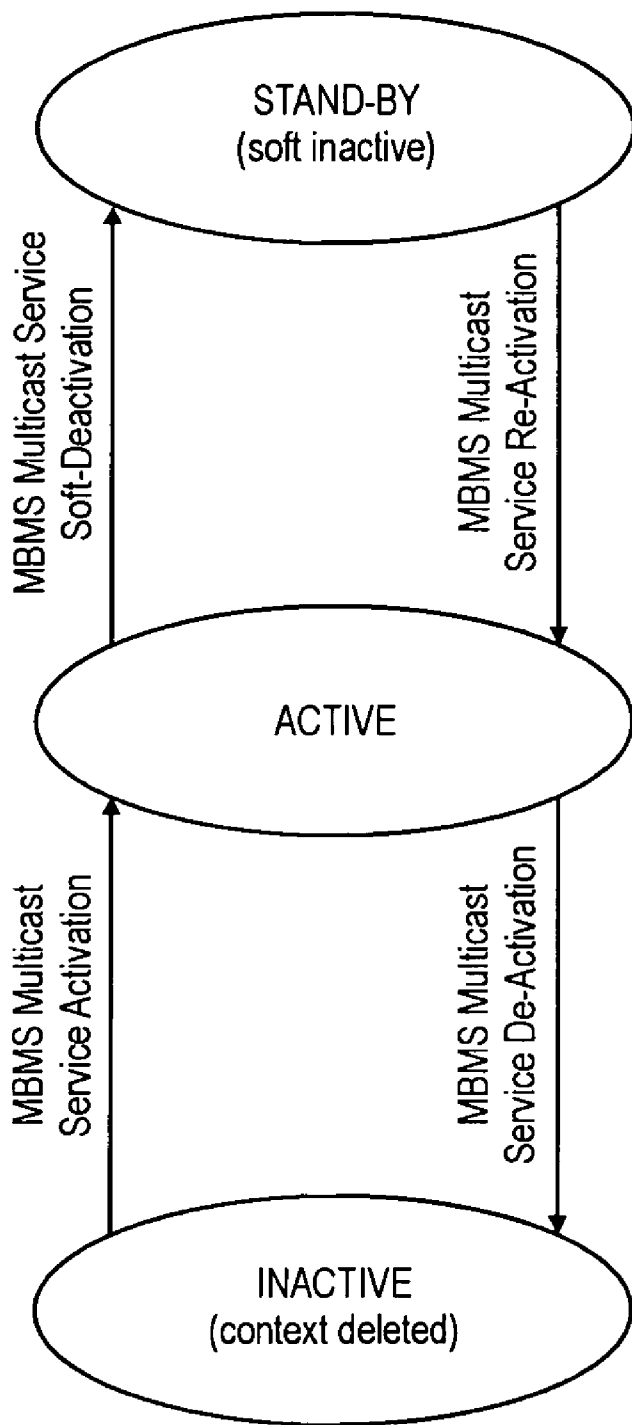 STAND-BY
(soft inactive)
MBMS Multicast Service
Soft-Deactivation
MBMS Multicast
Service Re-Activation
ACTIVE
MBMS Multicast
Service Activation
MBMS Multicast
Service De-Activation
INACTIVE
(context deleted)